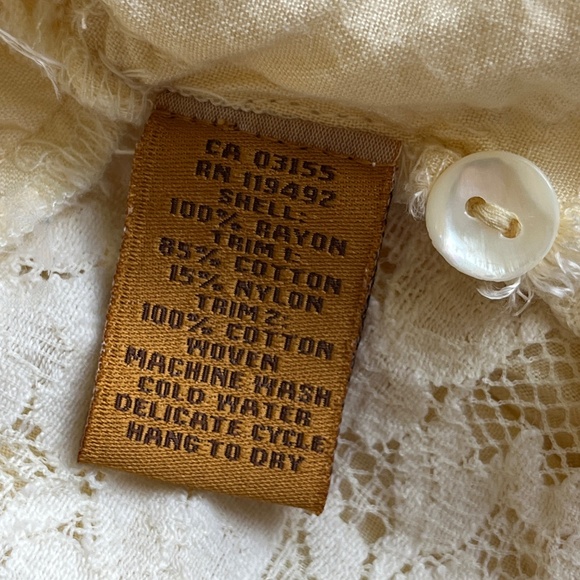 CA 03155
RN 119492
SHELL:
100% RAYON
TRIM 1:
85% COTTON
15% NYLON
TRIM 2:
100% COTTON
WOVEN
MACHINE WASH
COLD WATER
DELICATE CYCLE
HANG TO DRY